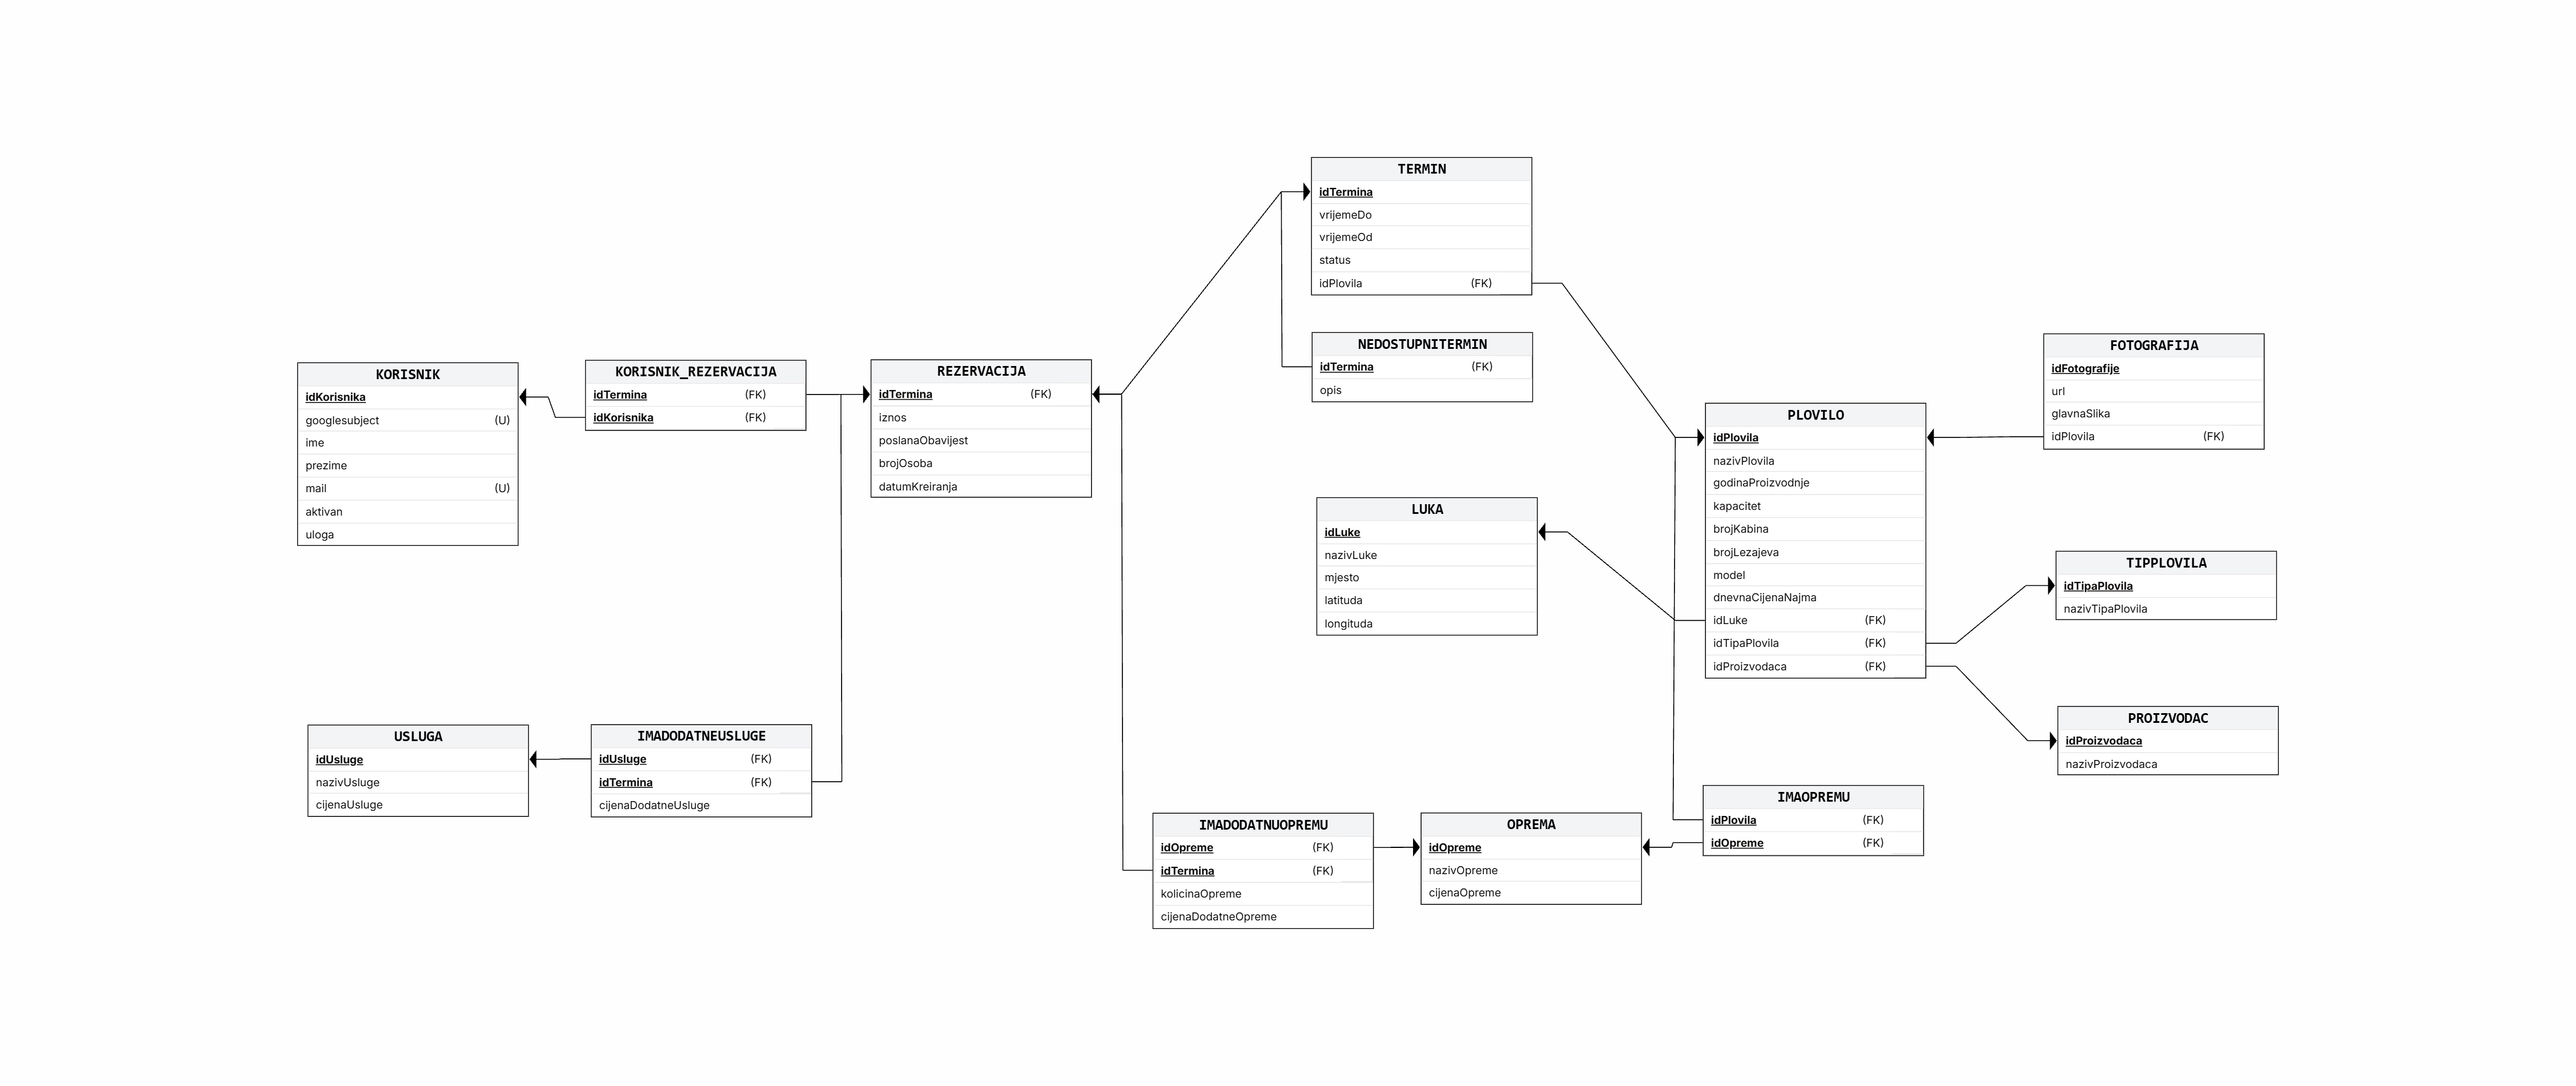 TERMIN
idTermina
vrijemeDo
vrijemeOd
status
idPlovila (FK)
NEDOSTUPNITERMIN
idTermina (FK)
opis
FOTOGRAFIJA
idFotografije
url
glavnaSlika
idPlovila (FK)
KORISNIK
idKorisnika
googlesubject (U)
ime
prezime
mail (U)
aktivan
uloga
KORISNIK_REZERVACIJA
idTermina (FK)
idKorisnika (FK)
REZERVACIJA
idTermina (FK)
iznos
poslanaObavijest
brojOsoba
datumKreiranja
PLOVILO
idPlovila
nazivPlovila
godinaProizvodnje
kapacitet
brojKabina
brojLezajeva
model
dnevnaCijenaNajma
idLuke (FK)
idTipaPlovila (FK)
idProizvodaca (FK)
LUKA
idLuke
nazivLuke
mjesto
latituda
longituda
TIPPLOVILA
idTipaPlovila
nazivTipaPlovila
PROIZVODAC
idProizvodaca
nazivProizvodaca
USLUGA
idUsluge
nazivUsluge
cijenaUsluge
IMADODATNEUSLUGE
idUsluge (FK)
idTermina (FK)
cijenaDodatneUsluge
IMADODATNUOPREMU
idOpreme (FK)
idTermina (FK)
kolicinaOpreme
cijenaDodatneOpreme
OPREMA
idOpreme
nazivOpreme
cijenaOpreme
IMAOPREMU
idPlovila (FK)
idOpreme (FK)